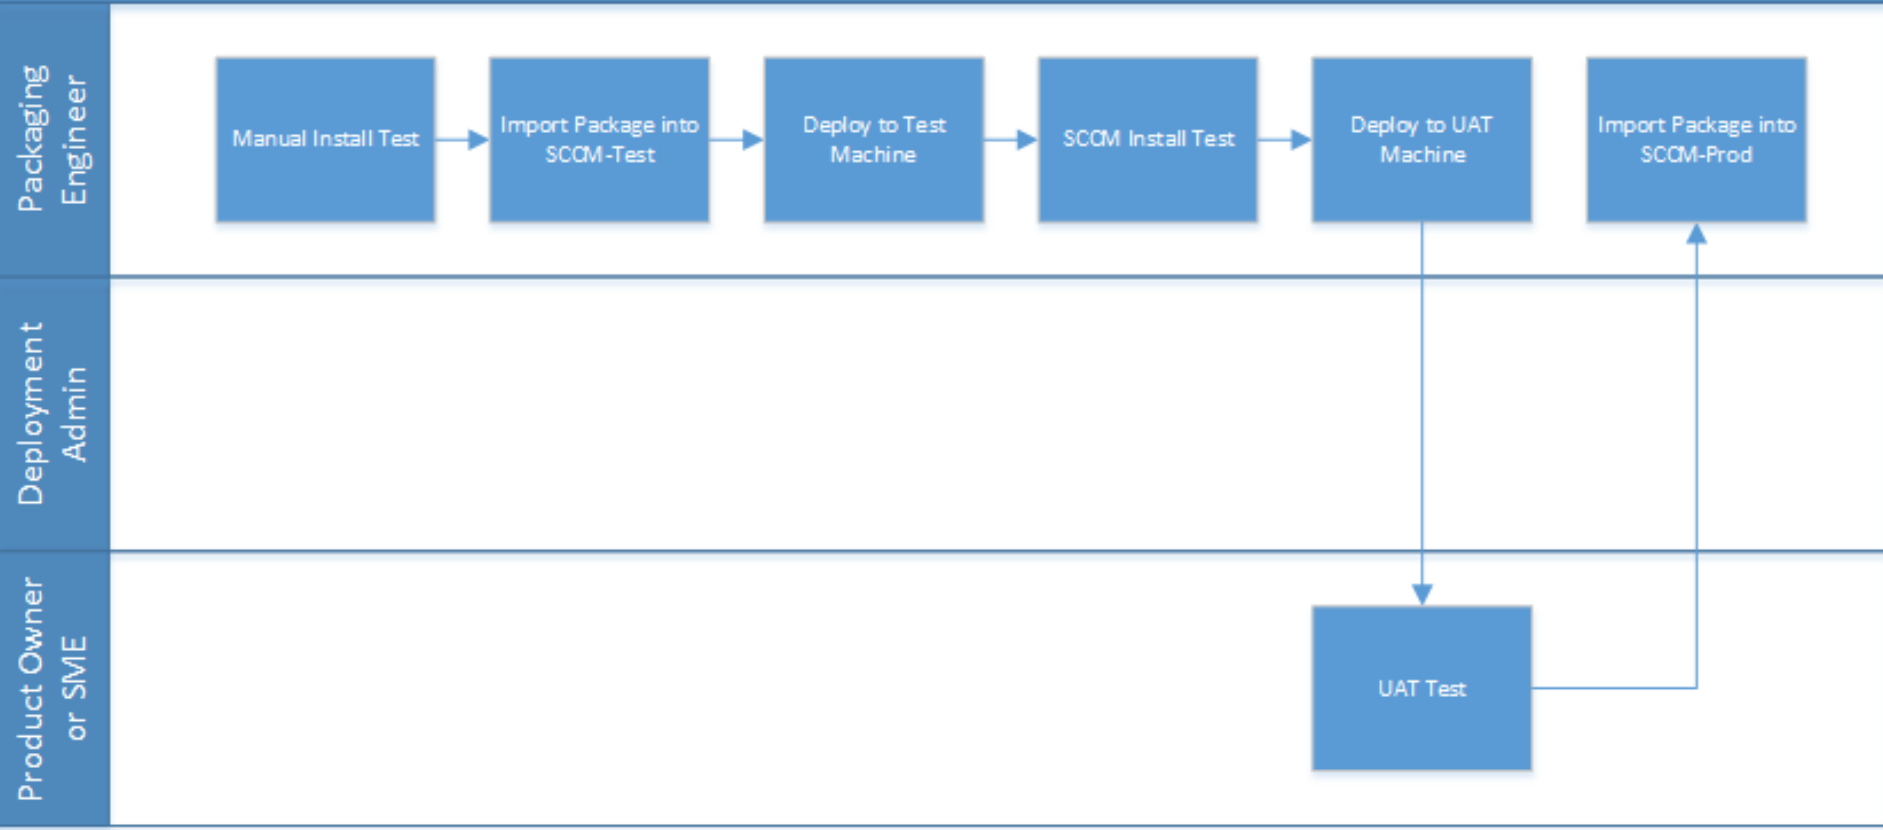 Packaging
Engineer
Manual Install Test
Import Package into
SCCM-Test
Deploy to Test
Machine
SCCM Install Test
Deploy to UAT
Machine
Import Package into
SCCM-Prod
Deployment
Admin
Product Owner
or SME
UAT Test